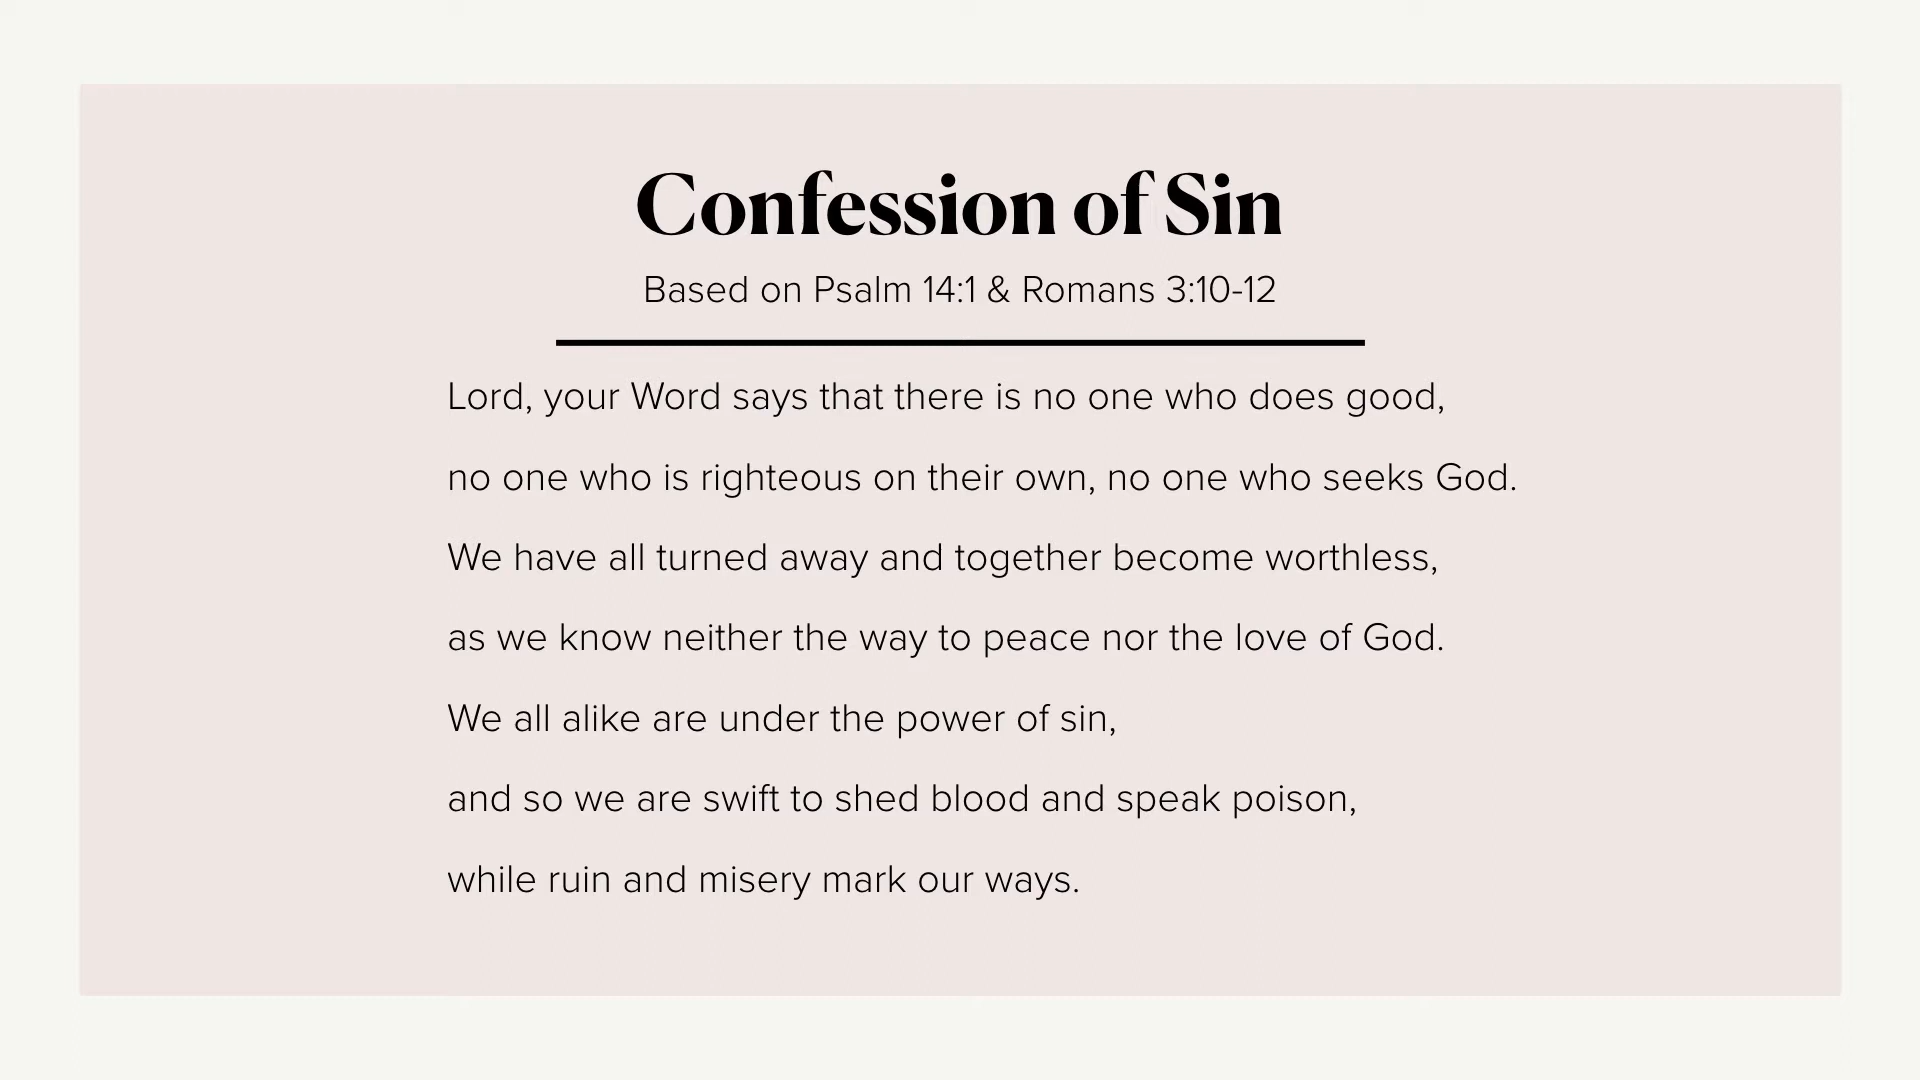 Confession of Sin
Based on Psalm 14:1 & Romans 3:10-12
Lord, your Word says that there is no one who does good,
no one who is righteous on their own, no one who seeks God.
We have all turned away and together become worthless,
as we know neither the way to peace nor the love of God.
We all alike are under the power of sin,
and so we are swift to shed blood and speak poison,
while ruin and misery mark our ways.